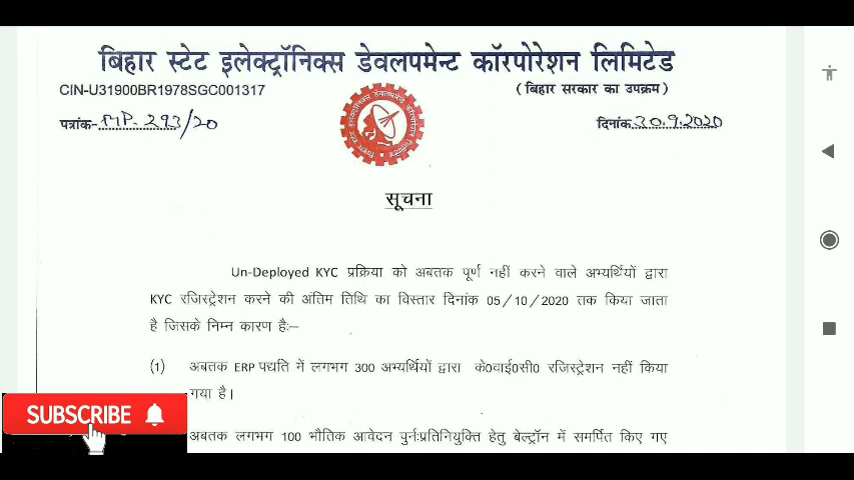 बिहार स्टेट इलेक्ट्रॉनिक्स डेवलपमेन्ट कॉरपोरेशन लिमिटेड
CIN-U31900BR1978SGC001317
(बिहार सरकार का उपक्रम)
पत्रांक-MP-293/20
दिनांक 30.9.2020
सूचना
Un-Deployed KYC प्रक्रिया को अबतक पूर्ण नहीं करने वाले अभ्यर्थियों द्वारा
KYC रजिस्ट्रेशन करने की अंतिम तिथि का विस्तार दिनांक 05/10/2020 तक किया जाता
है जिसके निम्न कारण है:–
(1) अबतक ERP पद्यति में लगभग 300 अभ्यर्थियों द्वारा के0वाई0सी0 रजिस्ट्रेशन नहीं किया
गया है।
SUBSCRIBE
अबतक लगभग 100 भौतिक आवेदन पुर्नःप्रतिनियुक्ति हेतु बेल्ट्रॉन में समर्पित किए गए